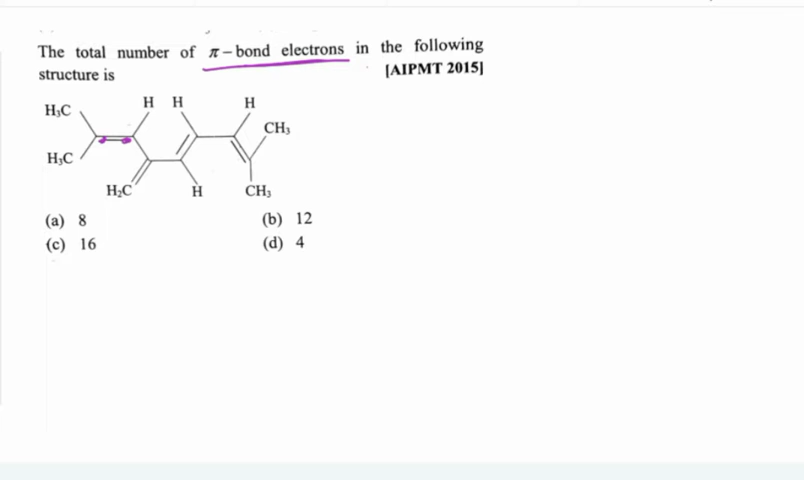 The total number of π – bond electrons in the following
structure is [AIPMT 2015]
H H H
H₃C
CH₃
H₃C
H₂C H CH₃
(a) 8 (b) 12
(c) 16 (d) 4